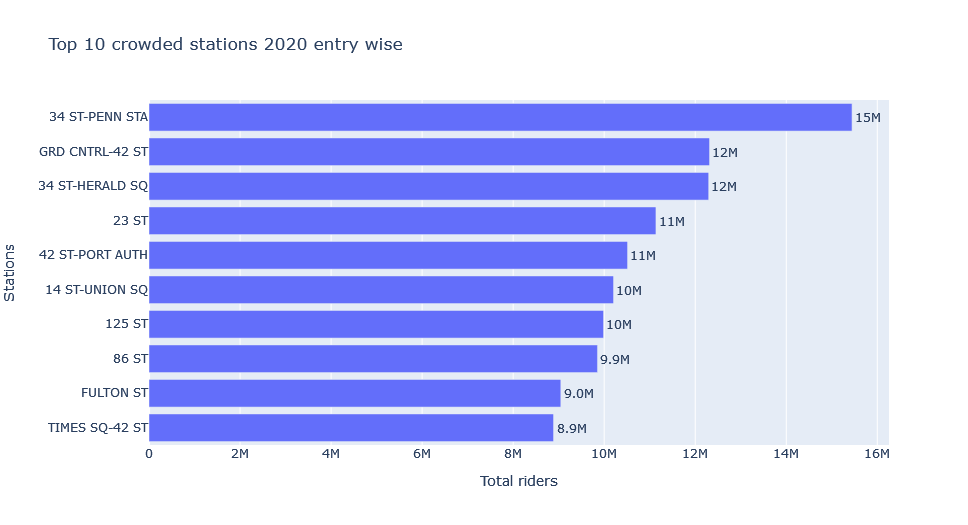 Top 10 crowded stations 2020 entry wise
Stations
34 ST-PENN STA 15M
GRD CNTRL-42 ST 12M
34 ST-HERALD SQ 12M
23 ST 11M
42 ST-PORT AUTH 11M
14 ST-UNION SQ 10M
125 ST 10M
86 ST 9.9M
FULTON ST 9.0M
TIMES SQ-42 ST 8.9M
0 2M 4M 6M 8M 10M 12M 14M 16M
Total riders